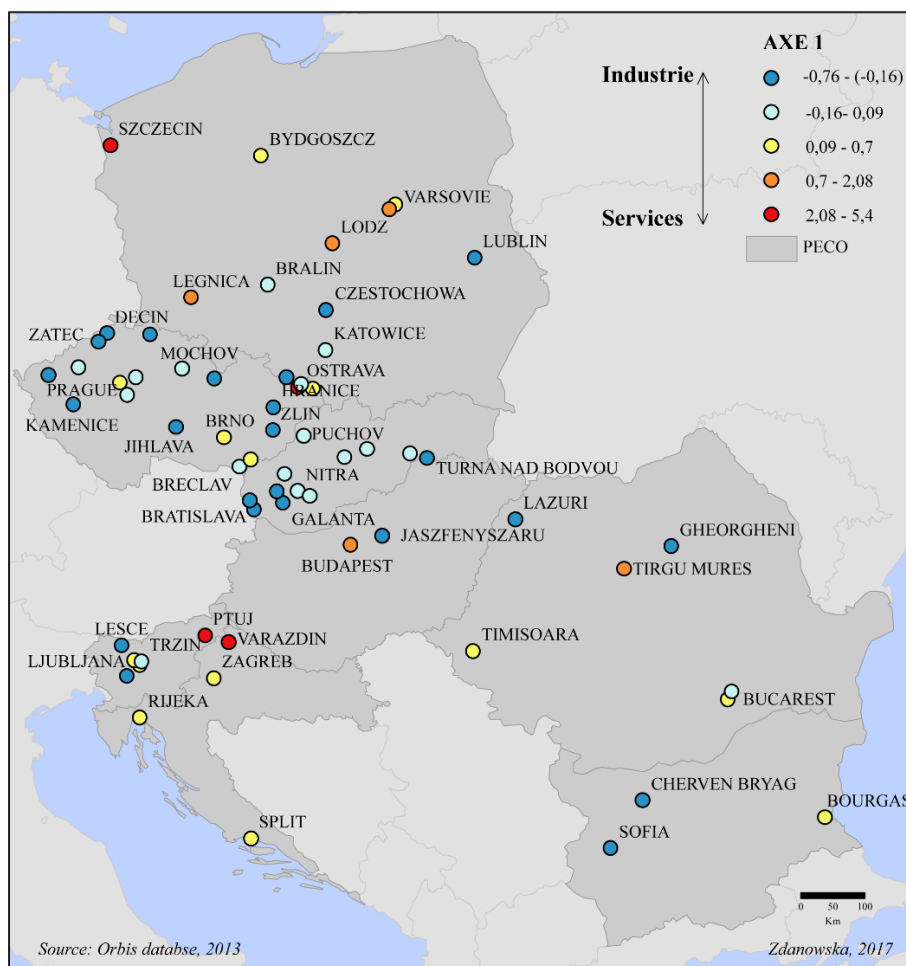 AXE 1
Industrie
-0,76 - (-0,16)
-0,16- 0,09
0,09 - 0,7
0,7 - 2,08
Services
2,08 - 5,4
PECO
SZCZECIN
BYDGOSZCZ
VARSOVIE
LODZ
LUBLIN
BRALIN
LEGNICA
CZESTOCHOWA
DECIN
ZATEC
KATOWICE
MOCHOV
OSTRAVA
PRAGUE
HRANICE
KAMENICE
ZLIN
BRNO
PUCHOV
JIHLAVA
TURNA NAD BODVOU
BRECLAV
NITRA
LAZURI
BRATISLAVA
GALANTA
JASZFENYSZARU
GHEORGHENI
BUDAPEST
TIRGU MURES
PTUJ
LESCE
TRZIN
VARAZDIN
TIMISOARA
LJUBLJANA
ZAGREB
RIJEKA
BUCAREST
CHERVEN BRYAG
BOURGAS
SPLIT
SOFIA
0 50 100
Km
Source: Orbis databse, 2013
Zdanowska, 2017